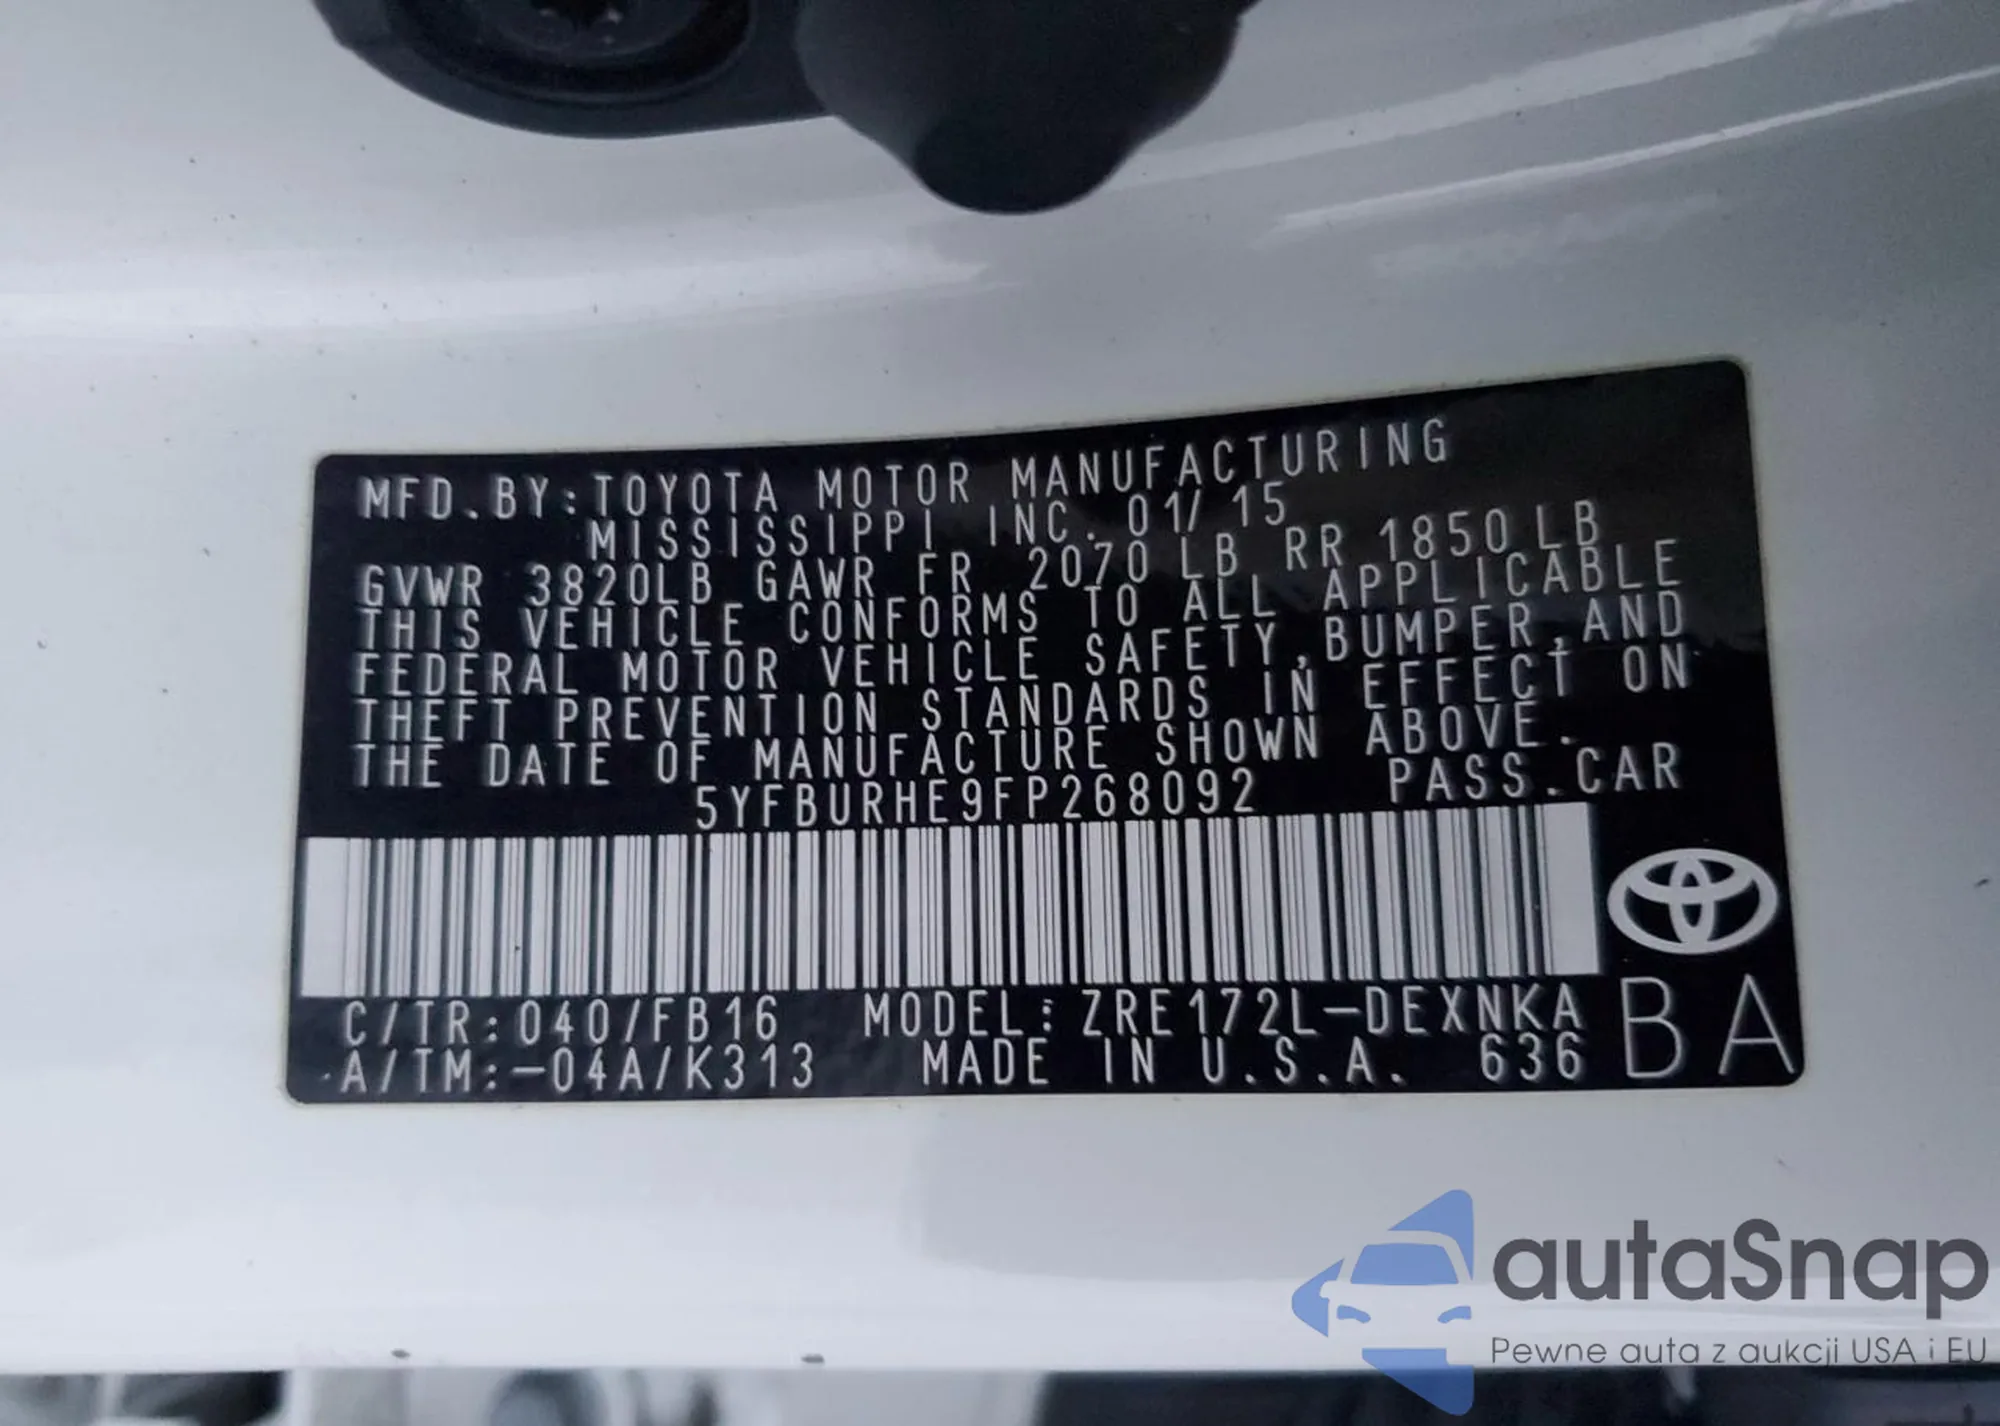 MFD.BY:TOYOTA MOTOR MANUFACTURING
MISSISSIPPI INC. 01/ 15
GVWR 3820LB GAWR FR 2070 LB RR 1850 LB
THIS VEHICLE CONFORMS TO ALL APPLICABLE
FEDERAL MOTOR VEHICLE SAFETY, BUMPER, AND
THEFT PREVENTION STANDARDS IN EFFECT ON
THE DATE OF MANUFACTURE SHOWN ABOVE.
5YFBURHE9FP268092 PASS.CAR
C/TR:040/FB16 MODEL:ZRE172L-DEXNKA
A/TM:-04A/K313 MADE IN U.S.A. 636
BA
autaSnap
Pewne auta z aukcji USA i EU